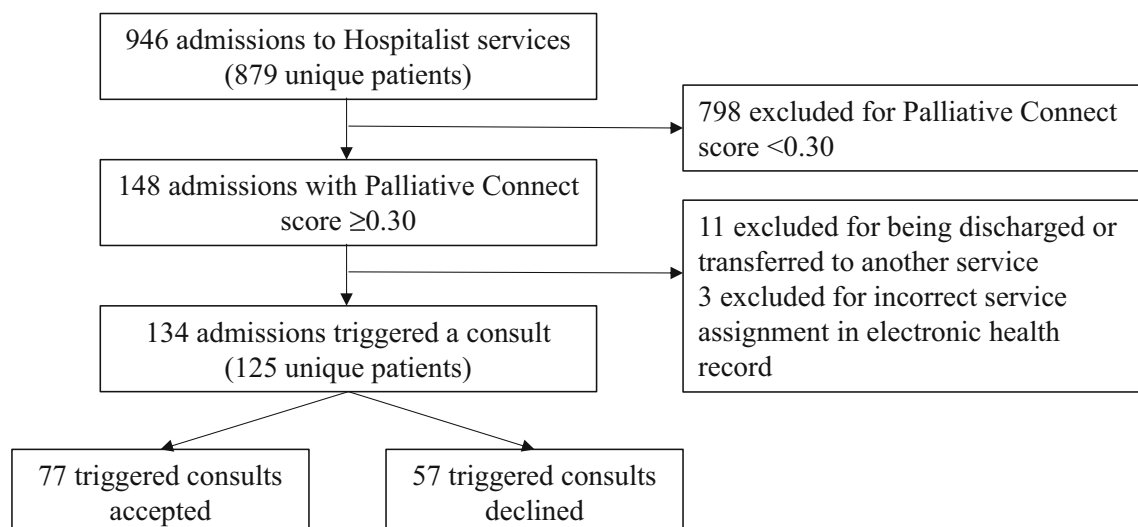 946 admissions to Hospitalist services
(879 unique patients)
798 excluded for Palliative Connect
score <0.30
148 admissions with Palliative Connect
score ≥0.30
11 excluded for being discharged or
transferred to another service
3 excluded for incorrect service
assignment in electronic health
record
134 admissions triggered a consult
(125 unique patients)
77 triggered consults
accepted
57 triggered consults
declined